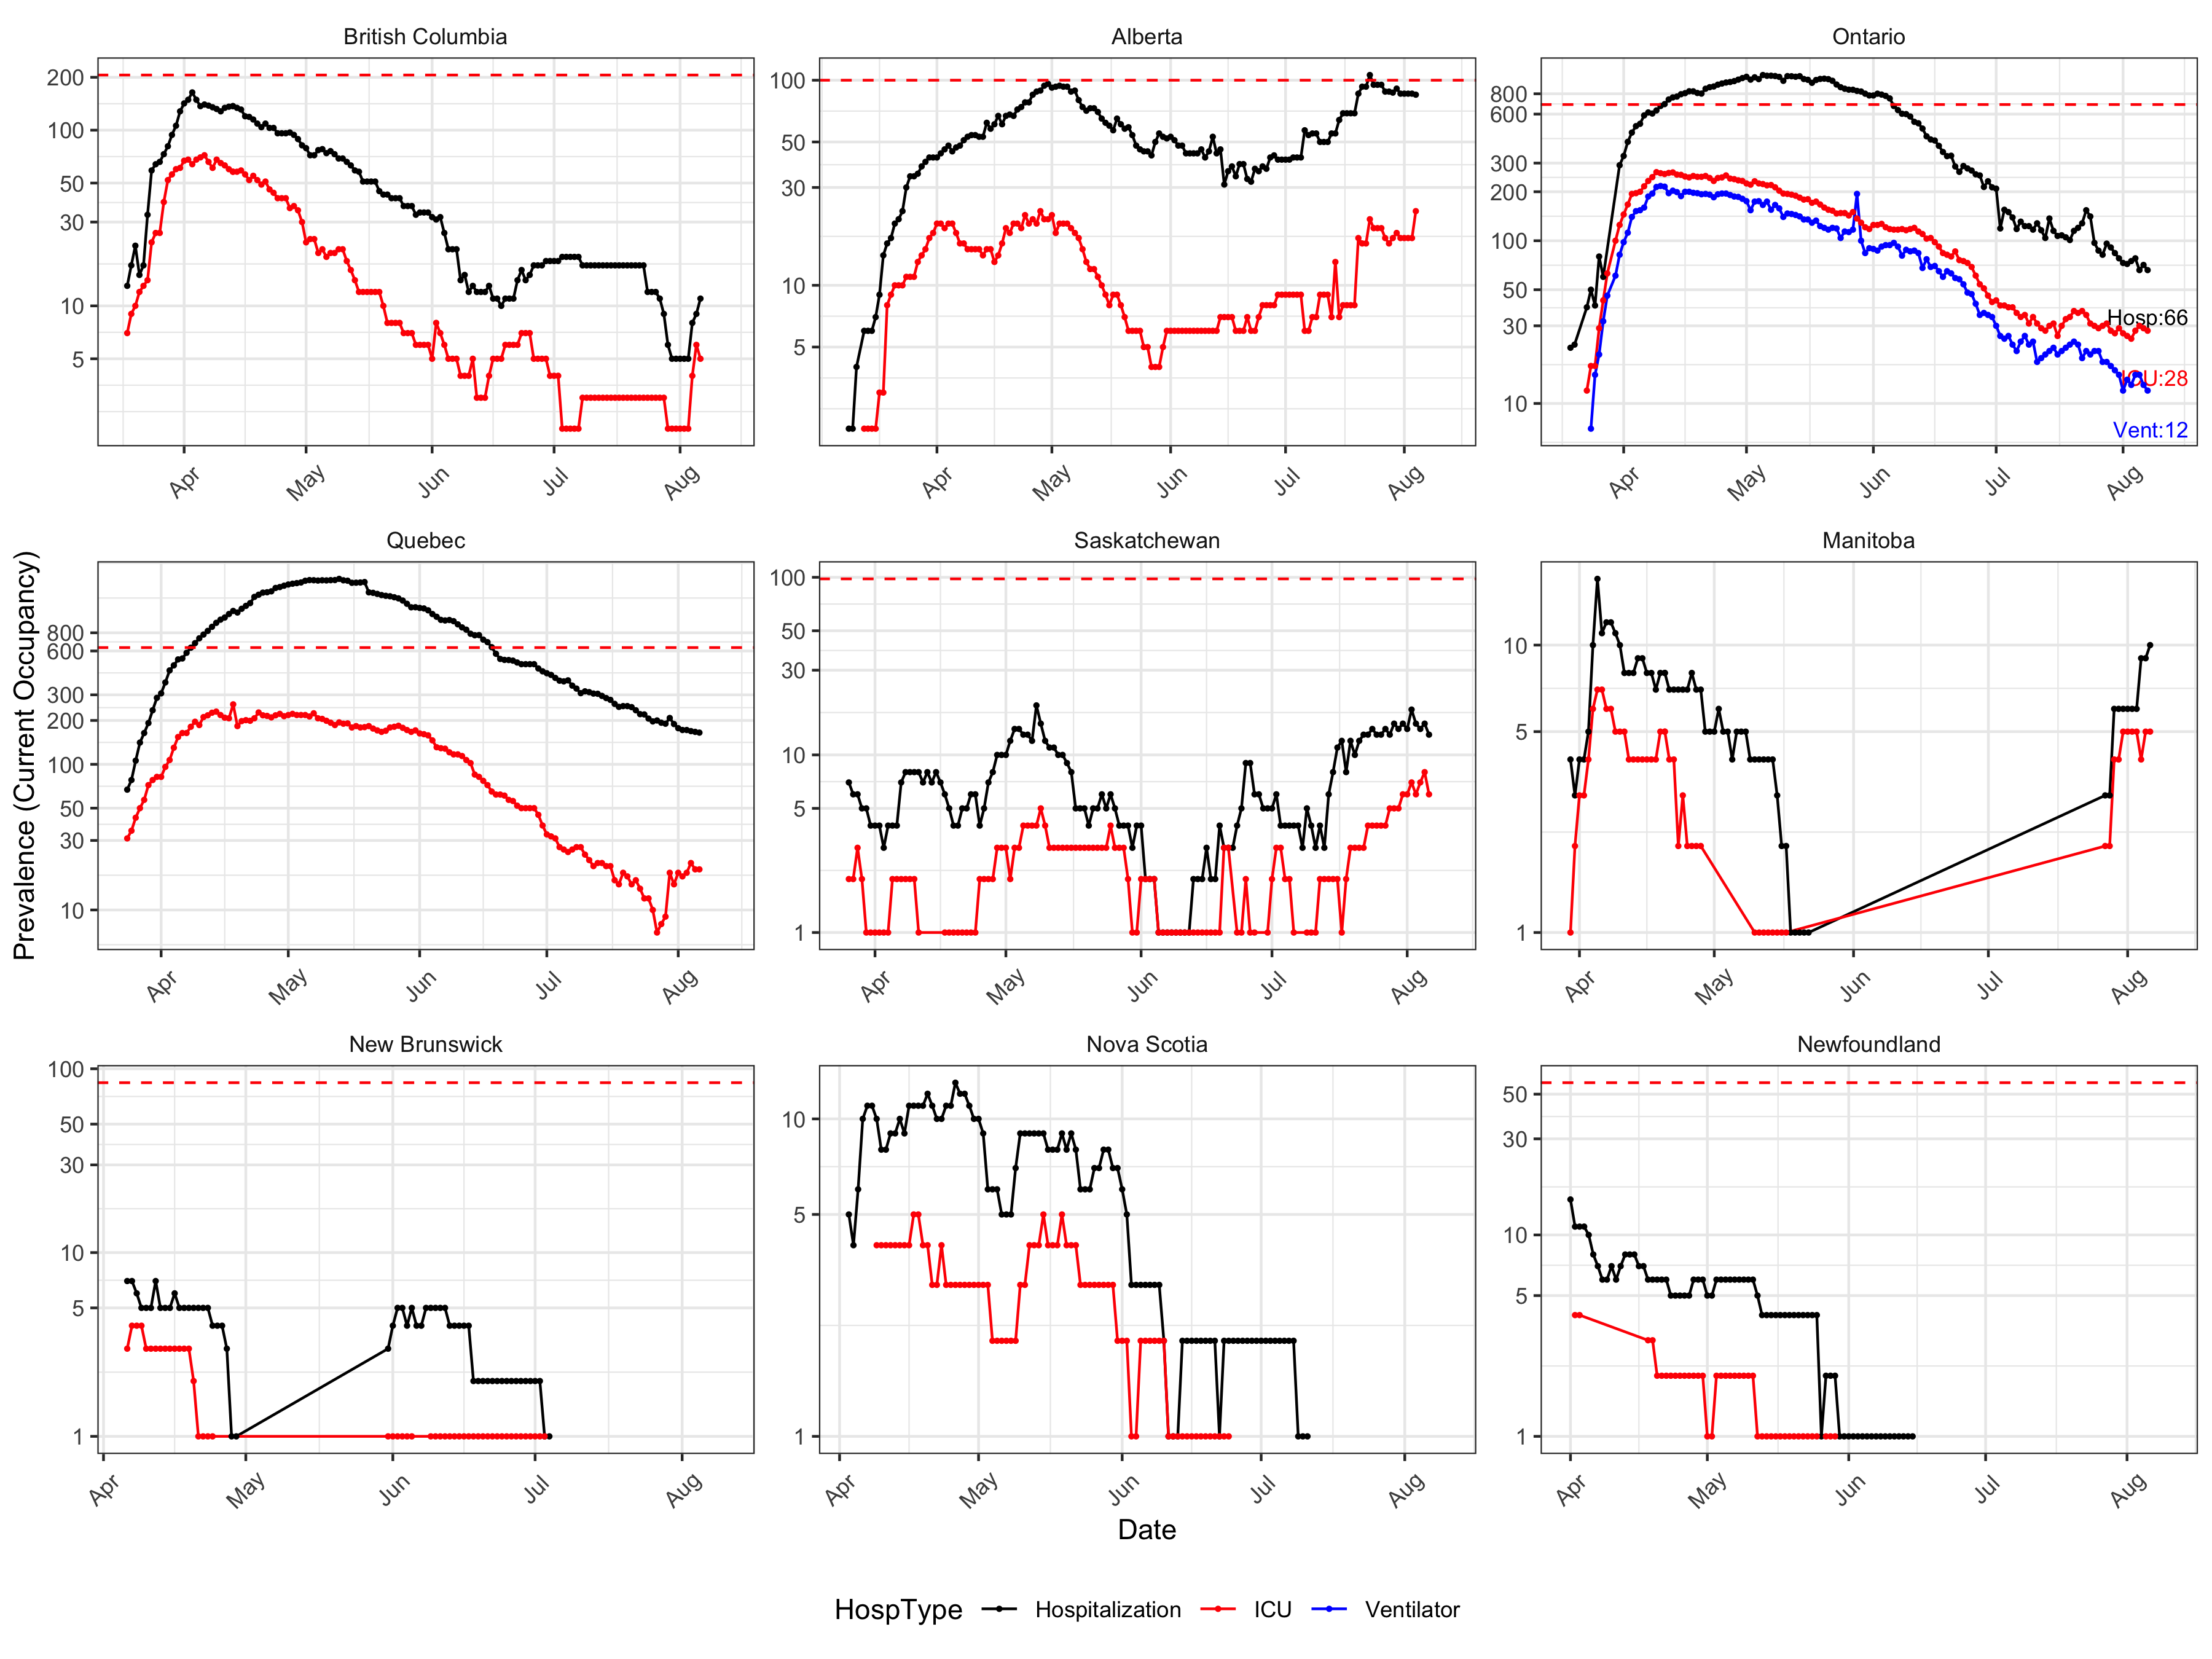 British Columbia
Alberta
Ontario
200
100
50
30
10
5
Apr
May
Jun
Jul
Aug
100
50
30
10
5
Apr
May
Jun
Jul
Aug
800
600
300
200
100
50
30
10
Hosp:66
ICU:28
Vent:12
Apr
May
Jun
Jul
Aug
Prevalence (Current Occupancy)
Quebec
Saskatchewan
Manitoba
800
600
300
200
100
50
30
10
Apr
May
Jun
Jul
Aug
100
50
30
10
5
1
Apr
May
Jun
Jul
Aug
10
5
1
Apr
May
Jun
Jul
Aug
New Brunswick
Nova Scotia
Newfoundland
100
50
30
10
5
1
Apr
May
Jun
Jul
Aug
10
5
1
Apr
May
Jun
Jul
Aug
50
30
10
5
1
Apr
May
Jun
Jul
Aug
Date
HospType Hospitalization ICU Ventilator